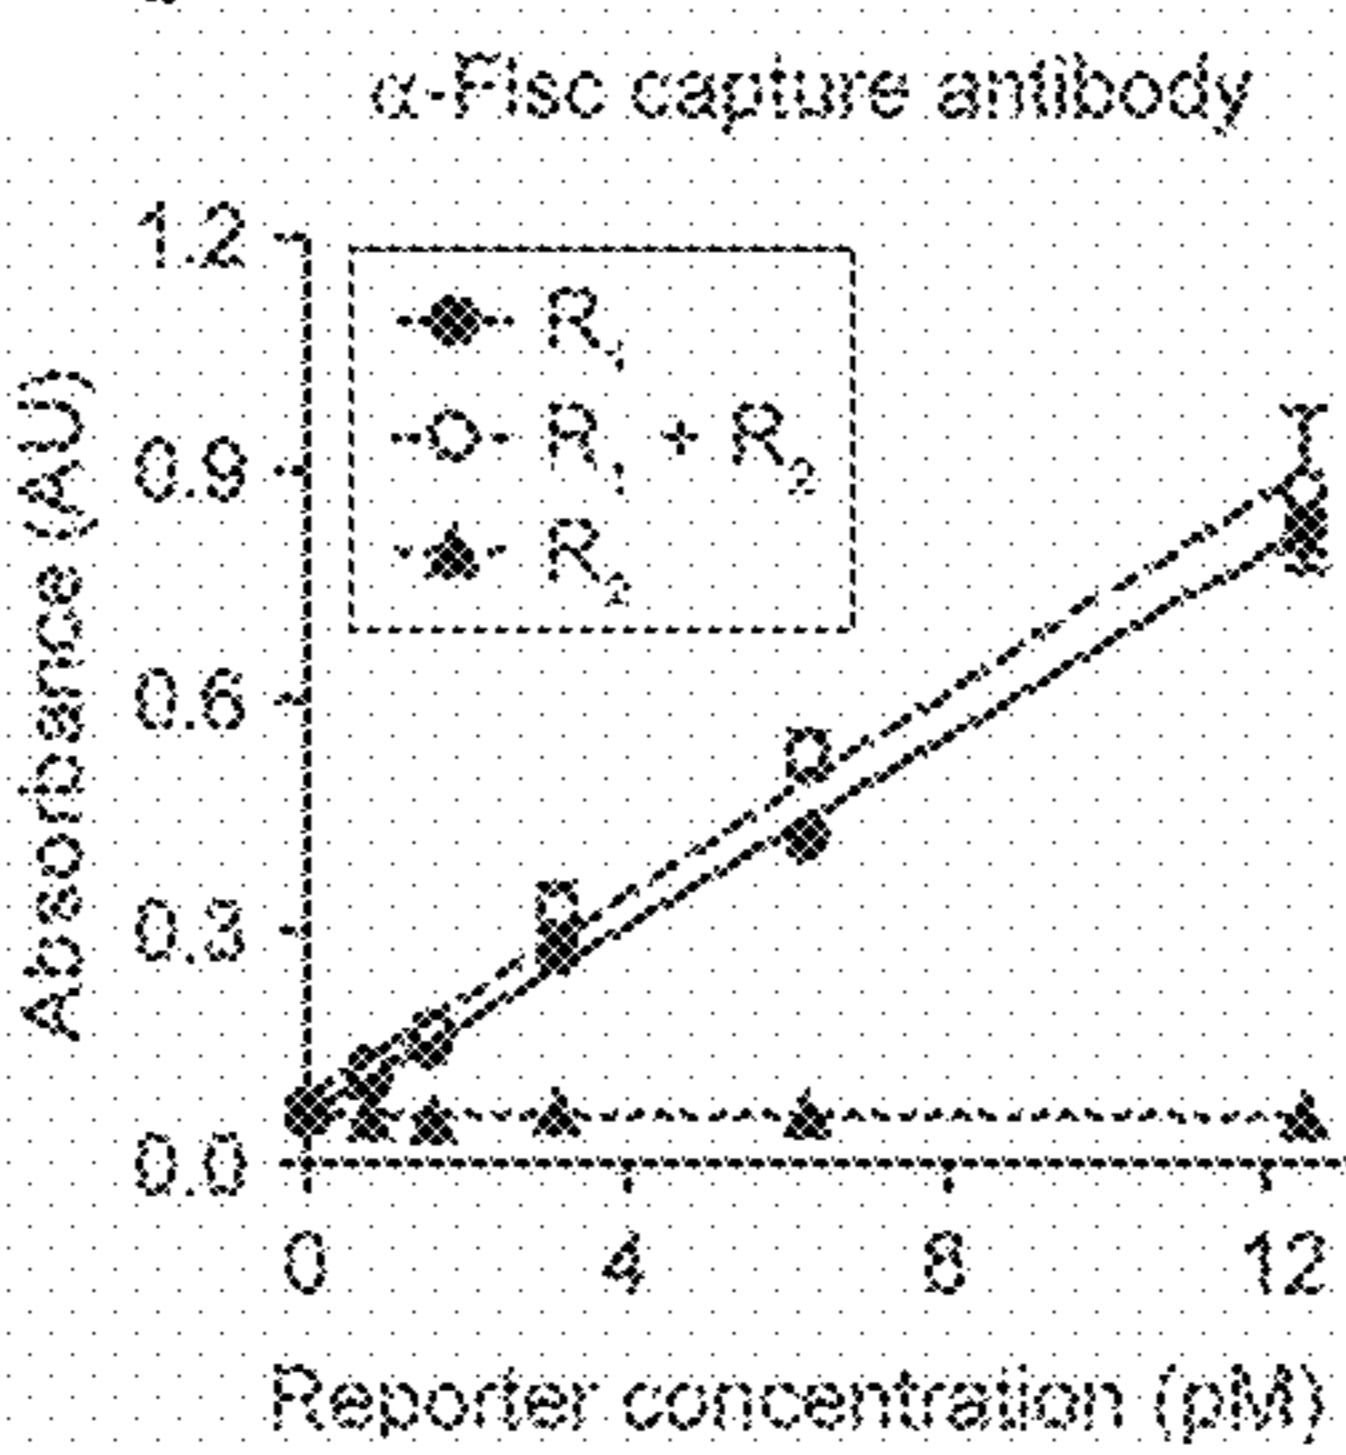 α-Flsc capture antibody
1.2
R₁
R₁ + R₂
R₂
0.9
0.6
0.3
0.0
Absorbance (AU)
0 4 8 12
Reporter concentration (pM)